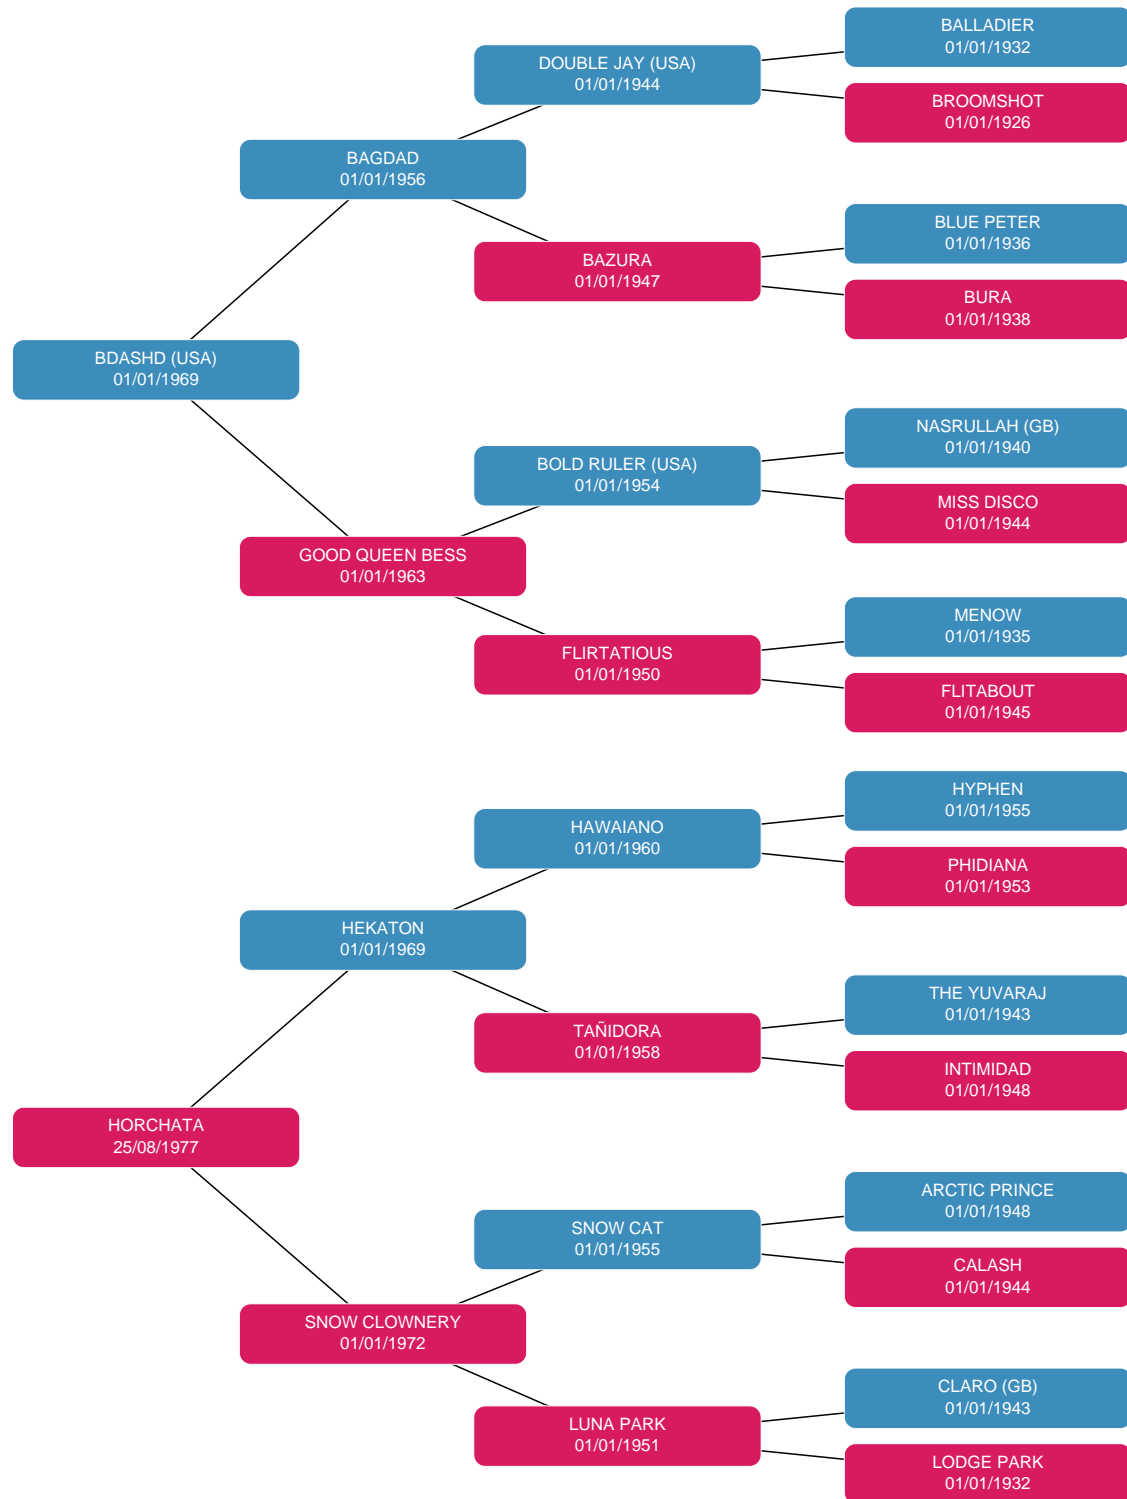 BALLADIER
01/01/1932
DOUBLE JAY (USA)
01/01/1944
BROOMSHOT
01/01/1926
BAGDAD
01/01/1956
BLUE PETER
01/01/1936
BAZURA
01/01/1947
BURA
01/01/1938
BDASHD (USA)
01/01/1969
NASRULLAH (GB)
01/01/1940
BOLD RULER (USA)
01/01/1954
MISS DISCO
01/01/1944
GOOD QUEEN BESS
01/01/1963
MENOW
01/01/1935
FLIRTATIOUS
01/01/1950
FLITABOUT
01/01/1945
HYPHEN
01/01/1955
HAWAIANO
01/01/1960
PHIDIANA
01/01/1953
HEKATON
01/01/1969
THE YUVARAJ
01/01/1943
TAÑIDORA
01/01/1958
INTIMIDAD
01/01/1948
HORCHATA
25/08/1977
ARCTIC PRINCE
01/01/1948
SNOW CAT
01/01/1955
CALASH
01/01/1944
SNOW CLOWNERY
01/01/1972
CLARO (GB)
01/01/1943
LUNA PARK
01/01/1951
LODGE PARK
01/01/1932